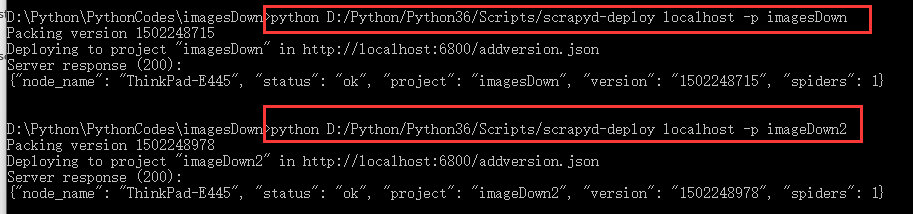 D:\Python\PythonCodes\imagesDown>python D:/Python/Python36/Scripts/scrapyd-deploy localhost -p imagesDown
Packing version 1502248715
Deploying to project "imagesDown" in http://localhost:6800/addversion.json
Server response (200):
{"node_name": "ThinkPad-E445", "status": "ok", "project": "imagesDown", "version": "1502248715", "spiders": 1}
D:\Python\PythonCodes\imagesDown>python D:/Python/Python36/Scripts/scrapyd-deploy localhost -p imageDown2
Packing version 1502248978
Deploying to project "imageDown2" in http://localhost:6800/addversion.json
Server response (200):
{"node_name": "ThinkPad-E445", "status": "ok", "project": "imageDown2", "version": "1502248978", "spiders": 1}